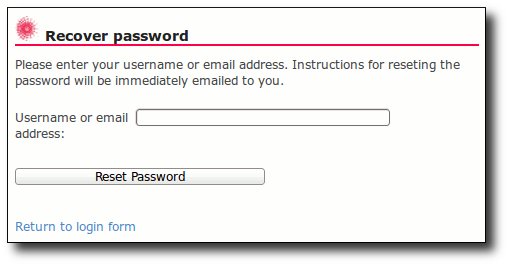 Recover password
Please enter your username or email address. Instructions for reseting the
password will be immediately emailed to you.
Username or email
address:
Reset Password
Return to login form